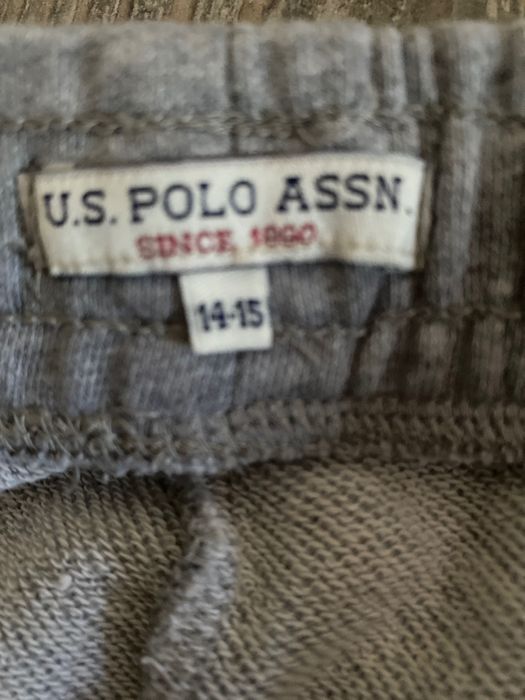 U.S. POLO ASSN.
SINCE 1890
14-15